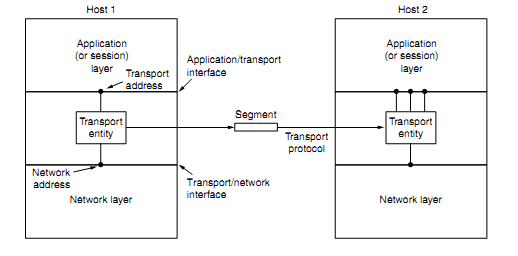 Host 1
Host 2
Application
(or session)
layer
Transport
address
Application/transport
interface
Application
(or session)
layer
Transport
entity
Segment
Transport
protocol
Transport
entity
Network
address
Transport/network
interface
Network layer
Network layer